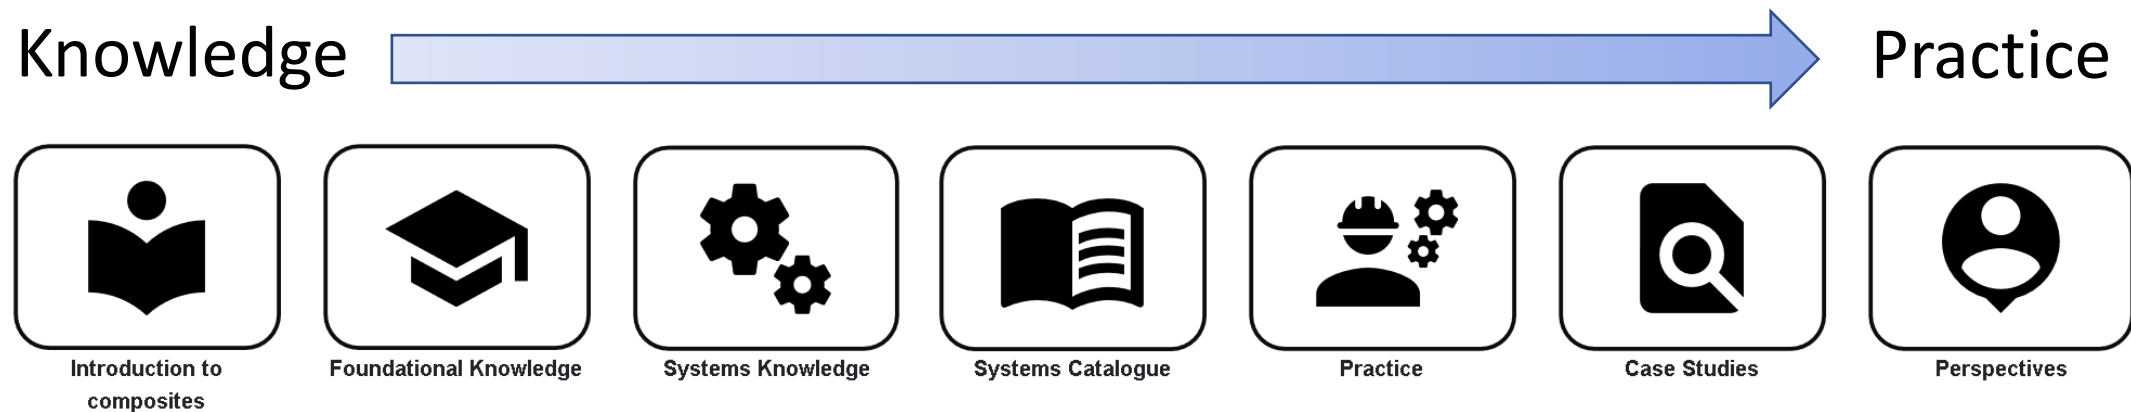 Knowledge
Practice
Introduction to
composites
Foundational Knowledge
Systems Knowledge
Systems Catalogue
Practice
Case Studies
Perspectives